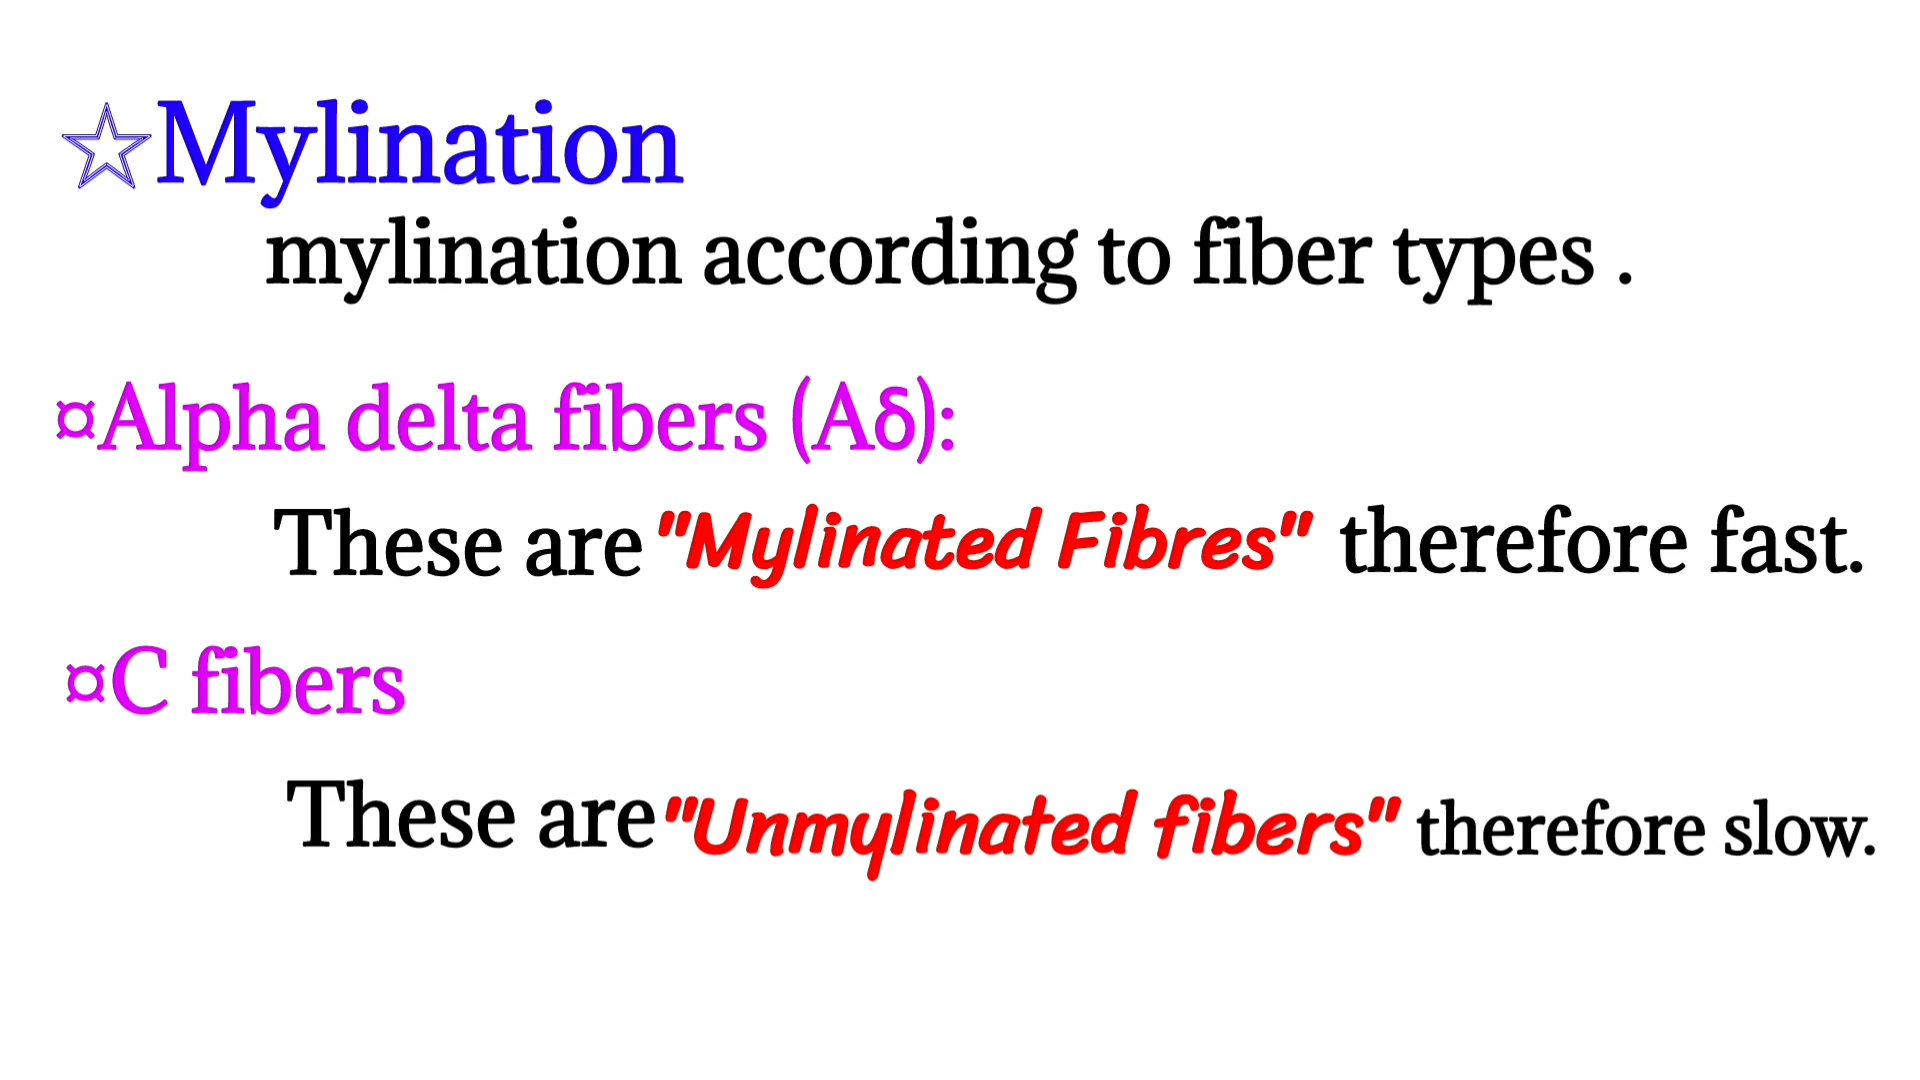 ☆Mylination
mylination according to fiber types .
¤Alpha delta fibers (Aδ):
These are "Mylinated Fibres" therefore fast.
¤C fibers
These are "Unmylinated fibers" therefore slow.